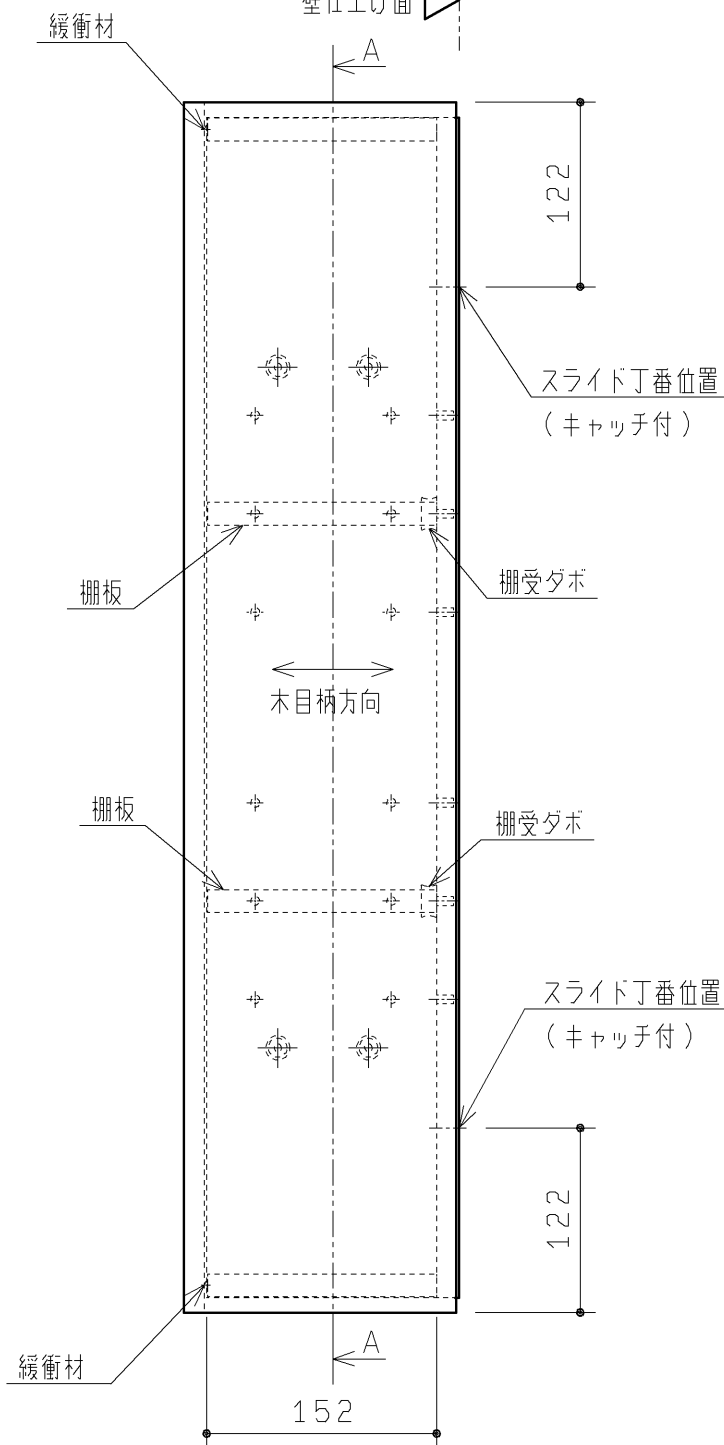 壁仕上げ面
緩衝材
A
122
スライド丁番位置
(キャッチ付)
棚板
棚受ダボ
木目柄方向
棚板
棚受ダボ
スライド丁番位置
(キャッチ付)
122
緩衝材
A
152